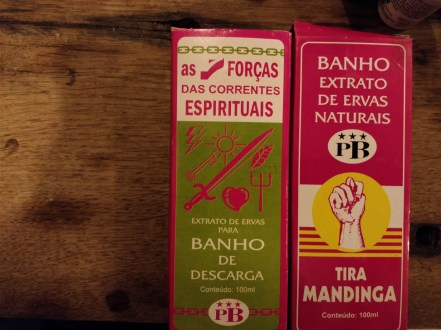 as 7 FORÇAS
DAS CORRENTES
ESPIRITUAIS
EXTRATO DE ERVAS
PARA
BANHO
DE
DESCARGA
Conteúdo: 100ml
PB
BANHO
EXTRATO
DE ERVAS
NATURAIS
PB
TIRA
MANDINGA
Conteúdo: 100ml